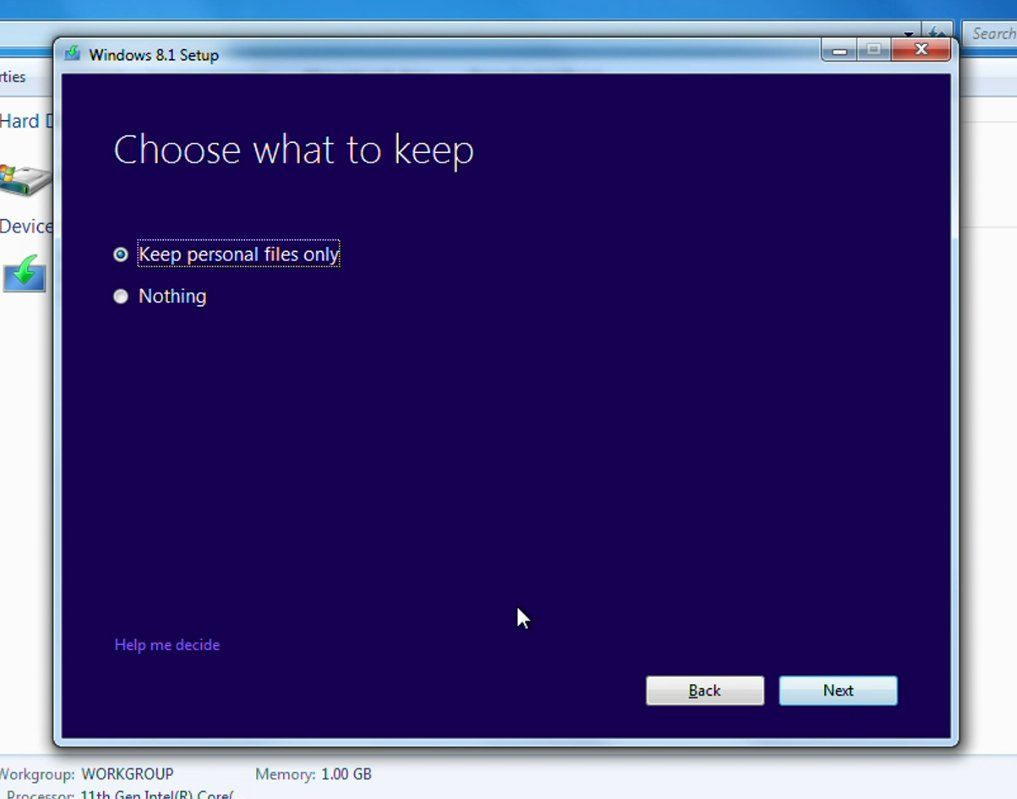 Search
Windows 8.1 Setup
rties
Hard D
Choose what to keep
Device
Keep personal files only
Nothing
Help me decide
Back
Next
Workgroup: WORKGROUP
Memory: 1.00 GB
Processor: 11th Gen Intel(R) Core(